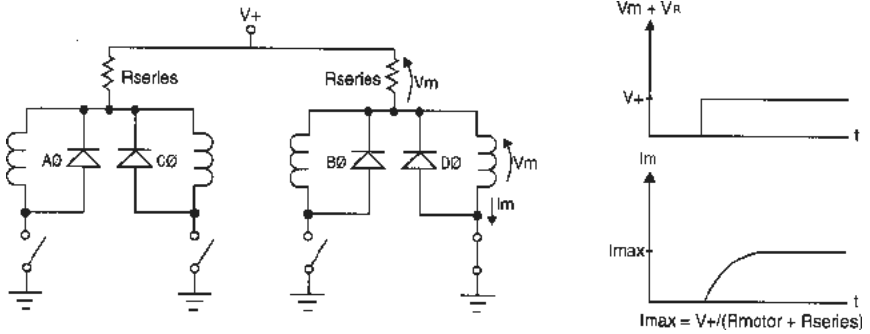 V+
Rseries
Rseries
Vm
AØ
CØ
BØ
DØ
Vm
Im
Vm + VR
V+
t
Im
Imax
t
Imax = V+/(Rmotor + Rseries)